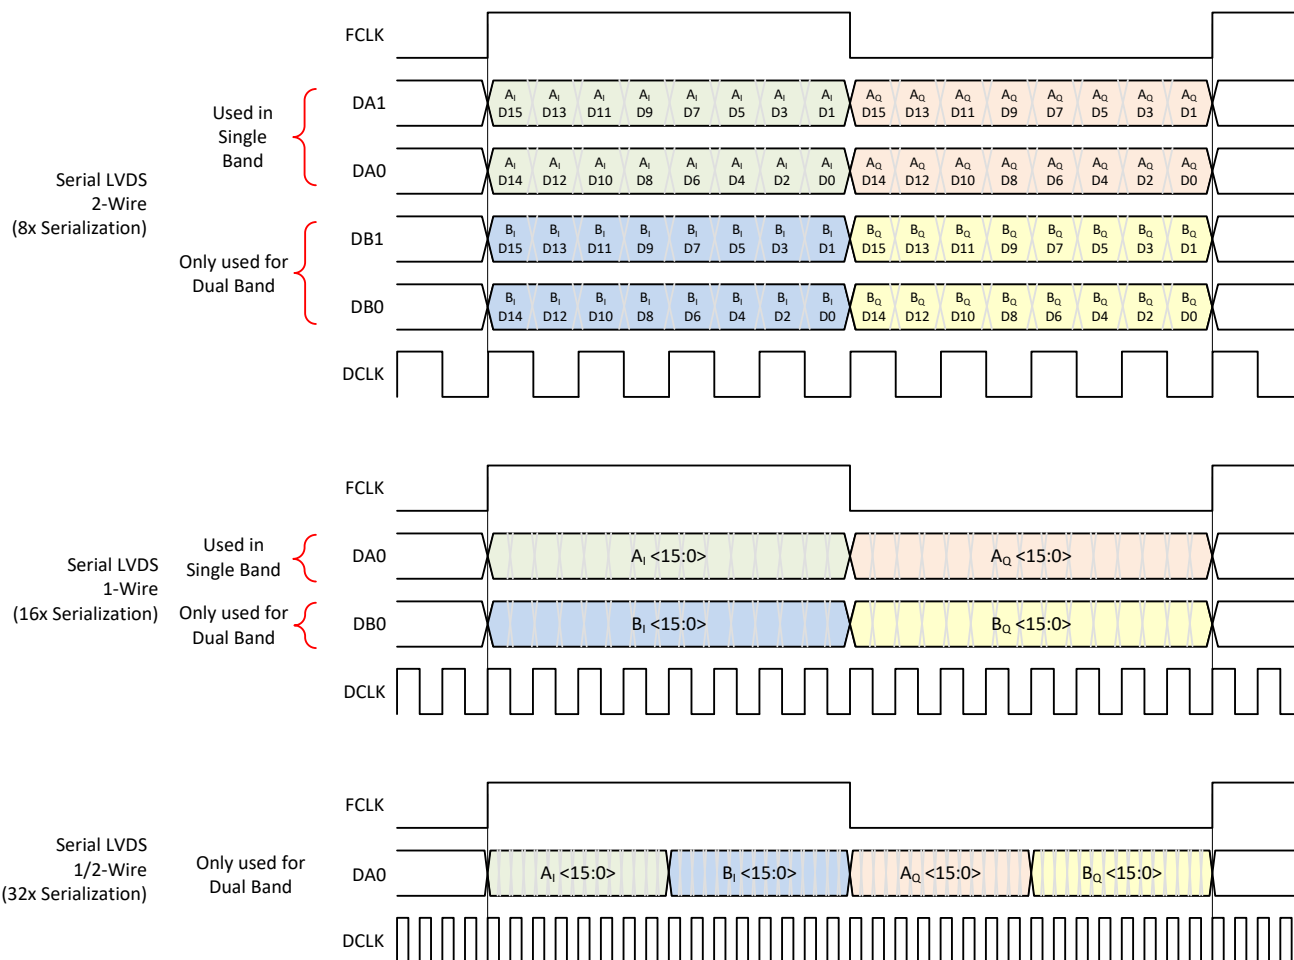 FCLK
Used in
Single
Band
Serial LVDS
2-Wire
(8x Serialization)
DA1
A_I A_I A_I A_I A_I A_I A_I A_I A_Q A_Q A_Q A_Q A_Q A_Q A_Q A_Q
D15 D13 D11 D9 D7 D5 D3 D1 D15 D13 D11 D9 D7 D5 D3 D1
DA0
A_I A_I A_I A_I A_I A_I A_I A_I A_Q A_Q A_Q A_Q A_Q A_Q A_Q A_Q
D14 D12 D10 D8 D6 D4 D2 D0 D14 D12 D10 D8 D6 D4 D2 D0
Only used for
Dual Band
DB1
B_I B_I B_I B_I B_I B_I B_I B_I B_Q B_Q B_Q B_Q B_Q B_Q B_Q B_Q
D15 D13 D11 D9 D7 D5 D3 D1 D15 D13 D11 D9 D7 D5 D3 D1
DB0
B_I B_I B_I B_I B_I B_I B_I B_I B_Q B_Q B_Q B_Q B_Q B_Q B_Q B_Q
D14 D12 D10 D8 D6 D4 D2 D0 D14 D12 D10 D8 D6 D4 D2 D0
DCLK
FCLK
Serial LVDS
1-Wire
(16x Serialization)
Used in
Single Band
DA0 A_I <15:0> A_Q <15:0>
Only used for
Dual Band
DB0 B_I <15:0> B_Q <15:0>
DCLK
FCLK
Serial LVDS
1/2-Wire
(32x Serialization)
Only used for
Dual Band
DA0 A_I <15:0> B_I <15:0> A_Q <15:0> B_Q <15:0>
DCLK